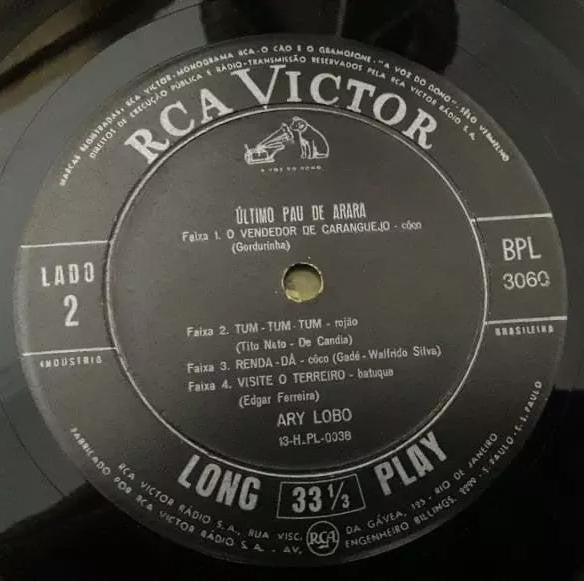 MARCAS REGISTRADAS, RCA VICTOR-MONOGRAMA RCA-O CÃO E O GRAMOFONE-"A VOZ DO DONO"-SÊLO VERMELHO
DIREITOS DE EXECUÇÃO PÚBLICA E RÁDIO-TRANSMISSÃO RESERVADOS PELA RCA VICTOR RÁDIO S.A.
RCA VICTOR
A VOZ DO DONO
ÚLTIMO PAU DE ARARA
Faixa 1. O VENDEDOR DE CARANGUEJO - côco
(Gordurinha)
LADO
2
BPL
3060
INDÚSTRIA
BRASILEIRA
Faixa 2. TUM-TUM-TUM - rojão
(Tito Neto - De Candia)
Faixa 3. RENDA-DÁ - côco (Gadé-Walfrido Silva)
Faixa 4. VISITE O TERREIRO - batuque
(Edgar Ferreira)
ARY LOBO
13-H.PL-0038
LONG 33 1/3 PLAY
RCA
FABRICADO POR RCA VICTOR RÁDIO S.A., RUA VISC. DA GÁVEA, 125 - RIO DE JANEIRO
RCA VICTOR RÁDIO S.A. - AV. ENGENHEIRO BILLINGS, - S. PAULO - E. S. PAULO